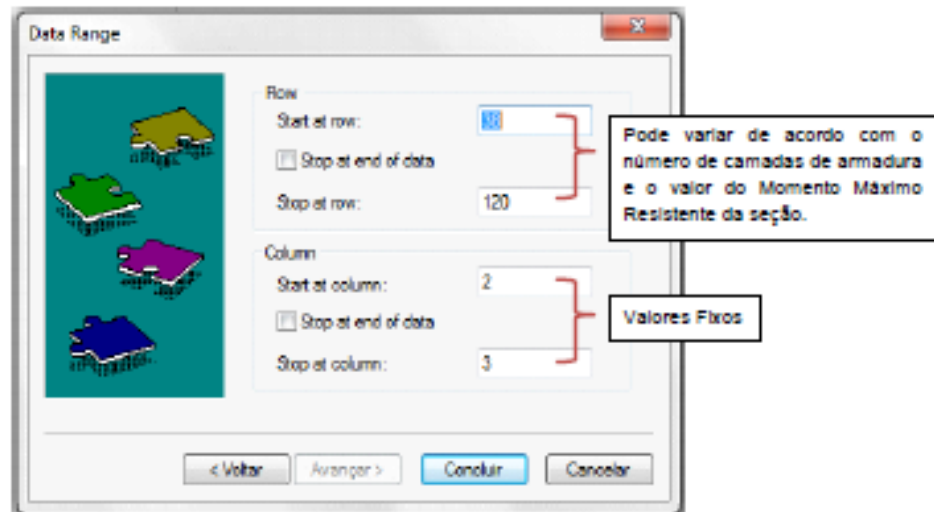 Data Range
Row
Start at row:
38
Stop at end of data
Stop at row:
120
Column
Start at column:
2
Stop at end of data
Stop at column:
3
Pode variar de acordo com o
número de camadas de armadura
e o valor do Momento Máximo
Resistente da seção.
Valores Fixos
< Voltar
Avançar >
Concluir
Cancelar